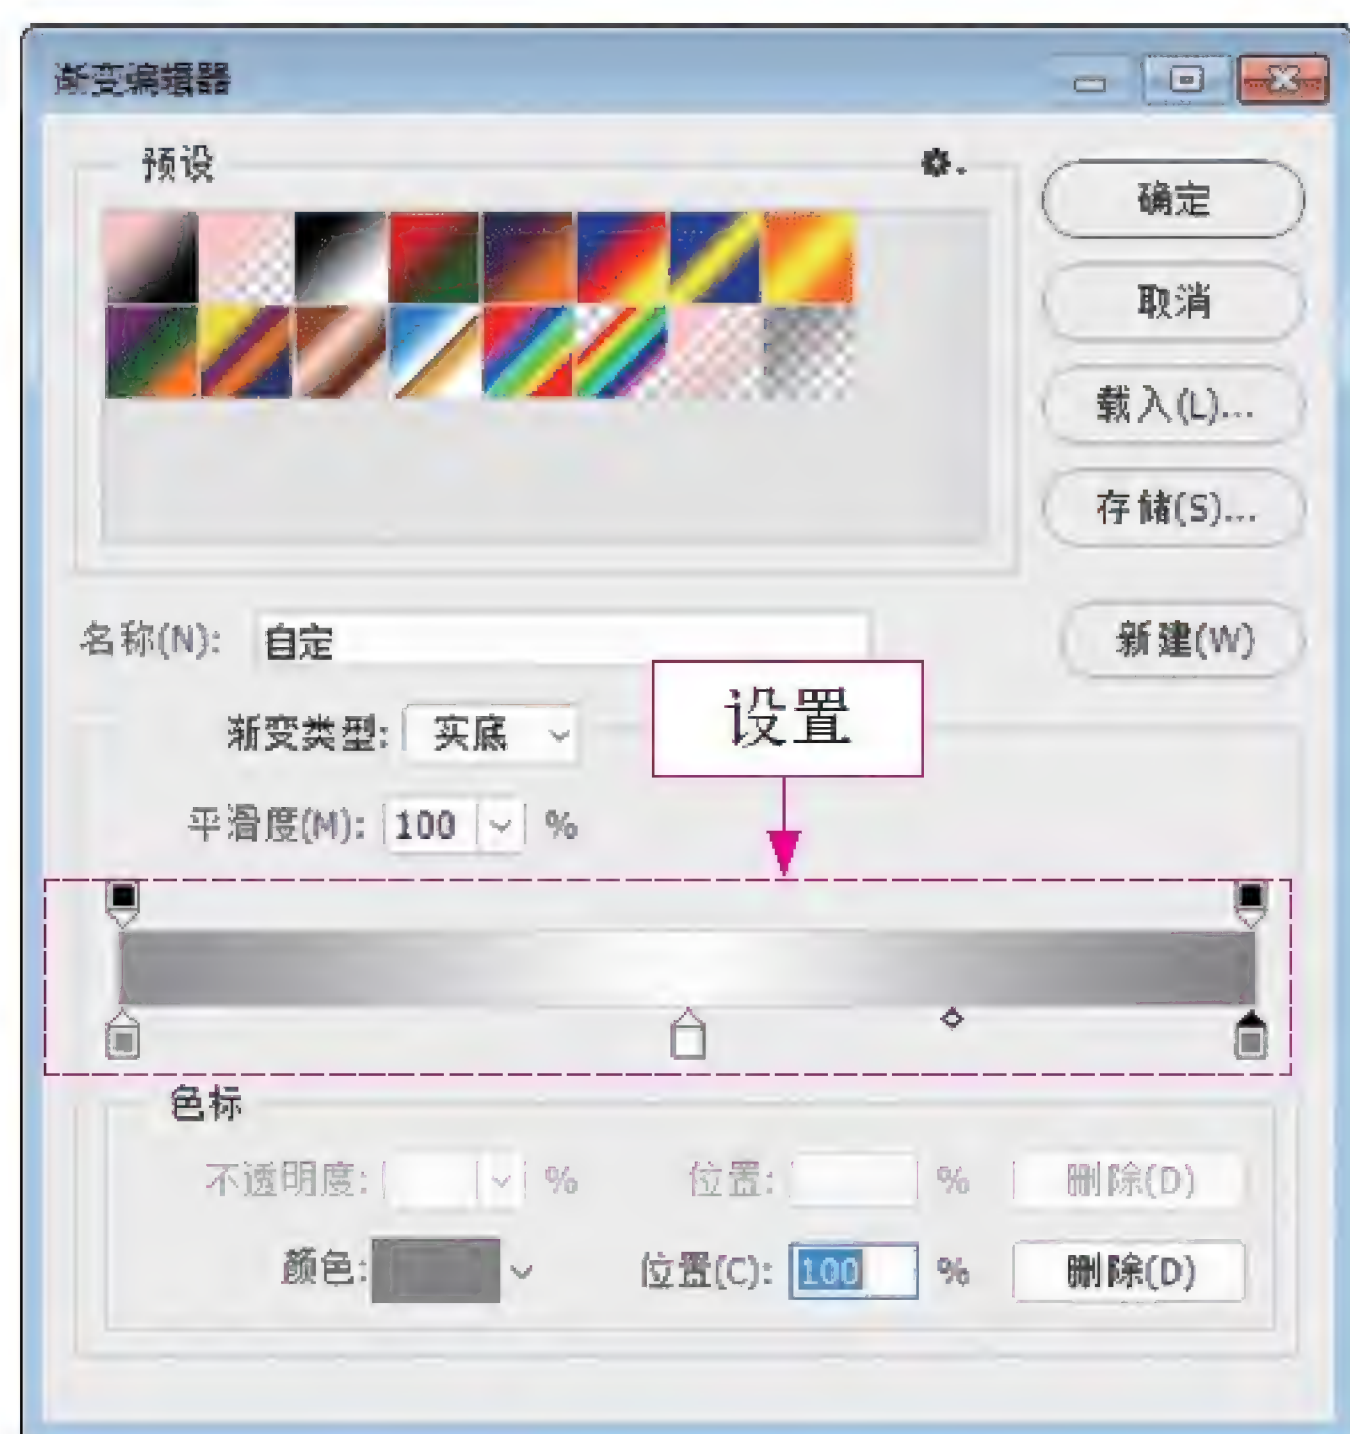 渐变编辑器
预设
确定
取消
载入(L)...
存储(S)...
名称(N): 自定
新建(W)
设置
渐变类型: 实底
平滑度(M): 100 %
色标
不透明度: % 位置: % 删除(D)
颜色: 位置(C): 100 % 删除(D)